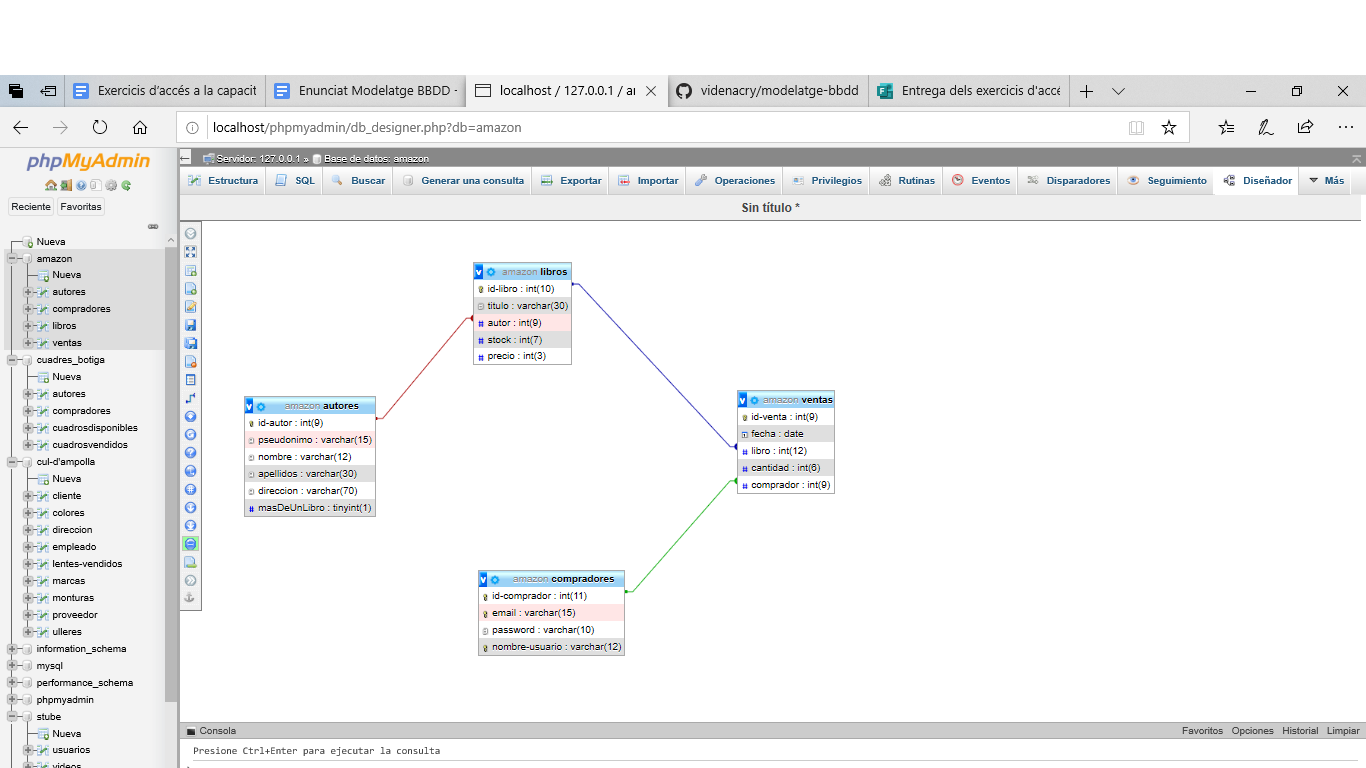 Exercicis d'accés a la capacit
Enunciat Modelatge BBDD -
localhost / 127.0.0.1 / ar
videnacry/modelatge-bbdd
Entrega dels exercicis d'accé
localhost/phpmyadmin/db_designer.php?db=amazon
phpMyAdmin
Reciente
Favoritas
Nueva
amazon
Nueva
autores
compradores
libros
ventas
cuadres_botiga
Nueva
autores
compradores
cuadrosdisponibles
cuadrosvendidos
cul-d'ampolla
Nueva
cliente
colores
direccion
empleado
lentes-vendidos
marcas
monturas
proveedor
ulleres
information_schema
mysql
performance_schema
phpmyadmin
stube
Nueva
usuarios
videos
Servidor: 127.0.0.1 » Base de datos: amazon
Estructura
SQL
Buscar
Generar una consulta
Exportar
Importar
Operaciones
Privilegios
Rutinas
Eventos
Disparadores
Seguimiento
Diseñador
Más
Sin título *
v amazon libros
id-libro : int(10)
titulo : varchar(30)
# autor : int(9)
# stock : int(7)
# precio : int(3)
v amazon autores
id-autor : int(9)
pseudonimo : varchar(15)
nombre : varchar(12)
apellidos : varchar(30)
direccion : varchar(70)
# masDeUnLibro : tinyint(1)
v amazon ventas
id-venta : int(9)
fecha : date
# libro : int(12)
# cantidad : int(6)
# comprador : int(9)
v amazon compradores
id-comprador : int(11)
email : varchar(15)
password : varchar(10)
nombre-usuario : varchar(12)
Consola
Favoritos
Opciones
Historial
Limpiar
Presione Ctrl+Enter para ejecutar la consulta